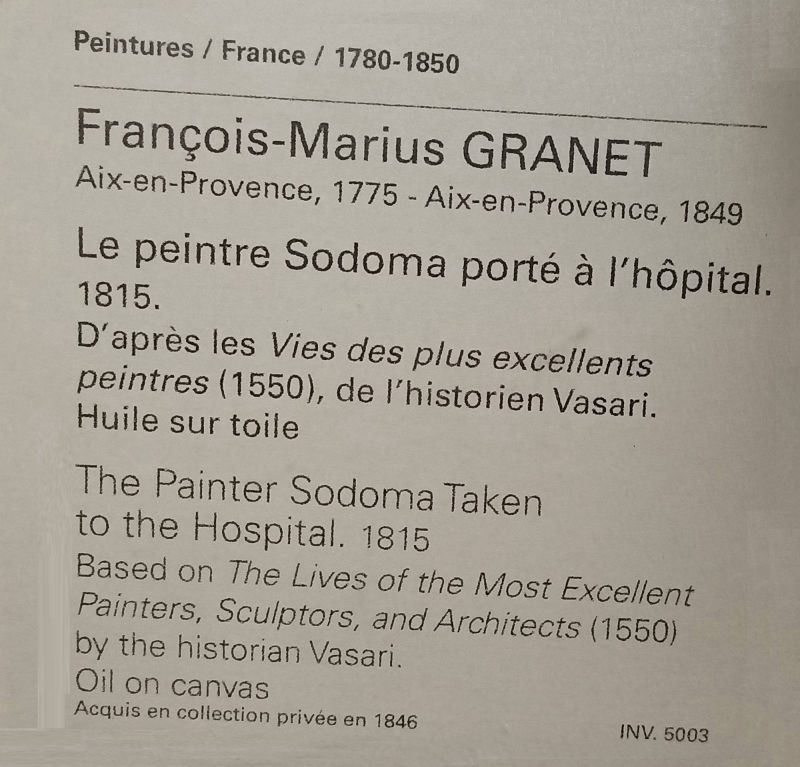 Peintures / France / 1780-1850
François-Marius GRANET
Aix-en-Provence, 1775 - Aix-en-Provence, 1849
Le peintre Sodoma porté à l'hôpital.
1815.
D'après les Vies des plus excellents
peintres (1550), de l'historien Vasari.
Huile sur toile
The Painter Sodoma Taken
to the Hospital. 1815
Based on The Lives of the Most Excellent
Painters, Sculptors, and Architects (1550)
by the historian Vasari.
Oil on canvas
Acquis en collection privée en 1846
INV. 5003